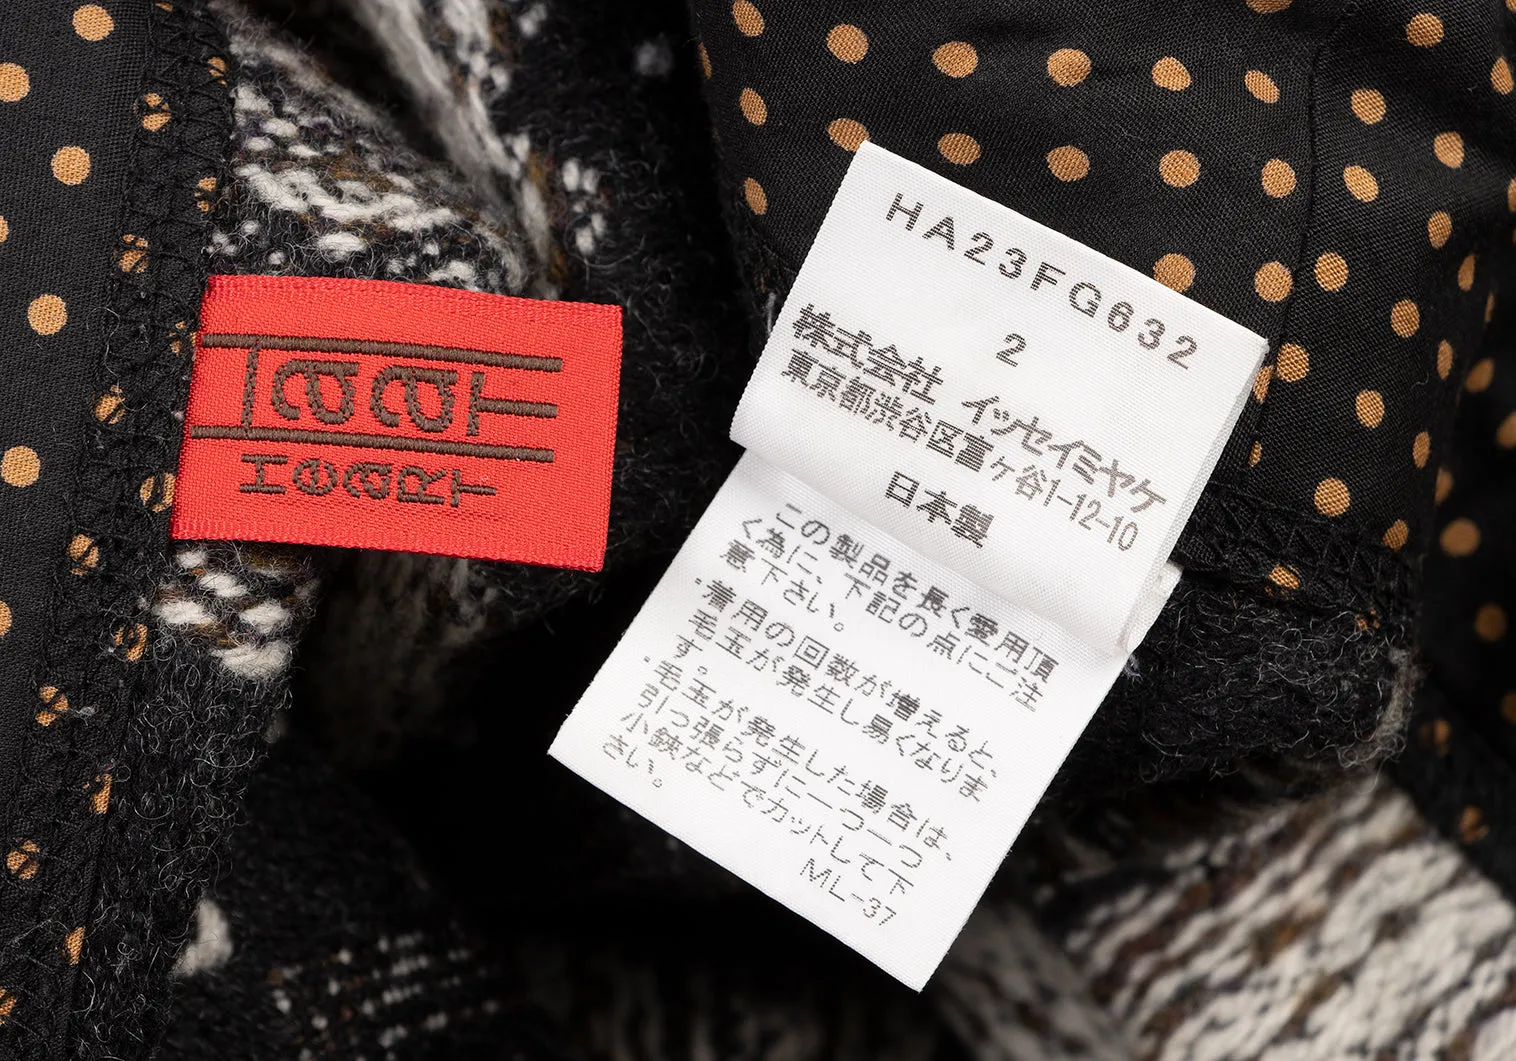 HaaT
HeaRT
HA23FG632
2
株式会社 イッセイミヤケ
東京都渋谷区富ヶ谷1-12-10
日本製
この製品を長く愛用頂
く為に、下記の点にご注
意下さい。
・着用の回数が増えると、
毛玉が発生し易くなりま
す。
・毛玉が発生した場合は、
引っ張らずに一つ一つ
小鋏などでカットして下
さい。
ML-37